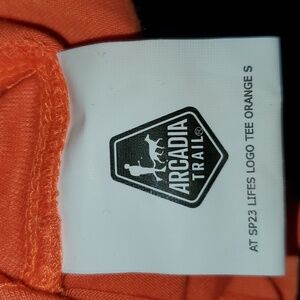 ARCADIA
TRAIL®
AT SP23 LIFES LOGO TEE ORANGE S